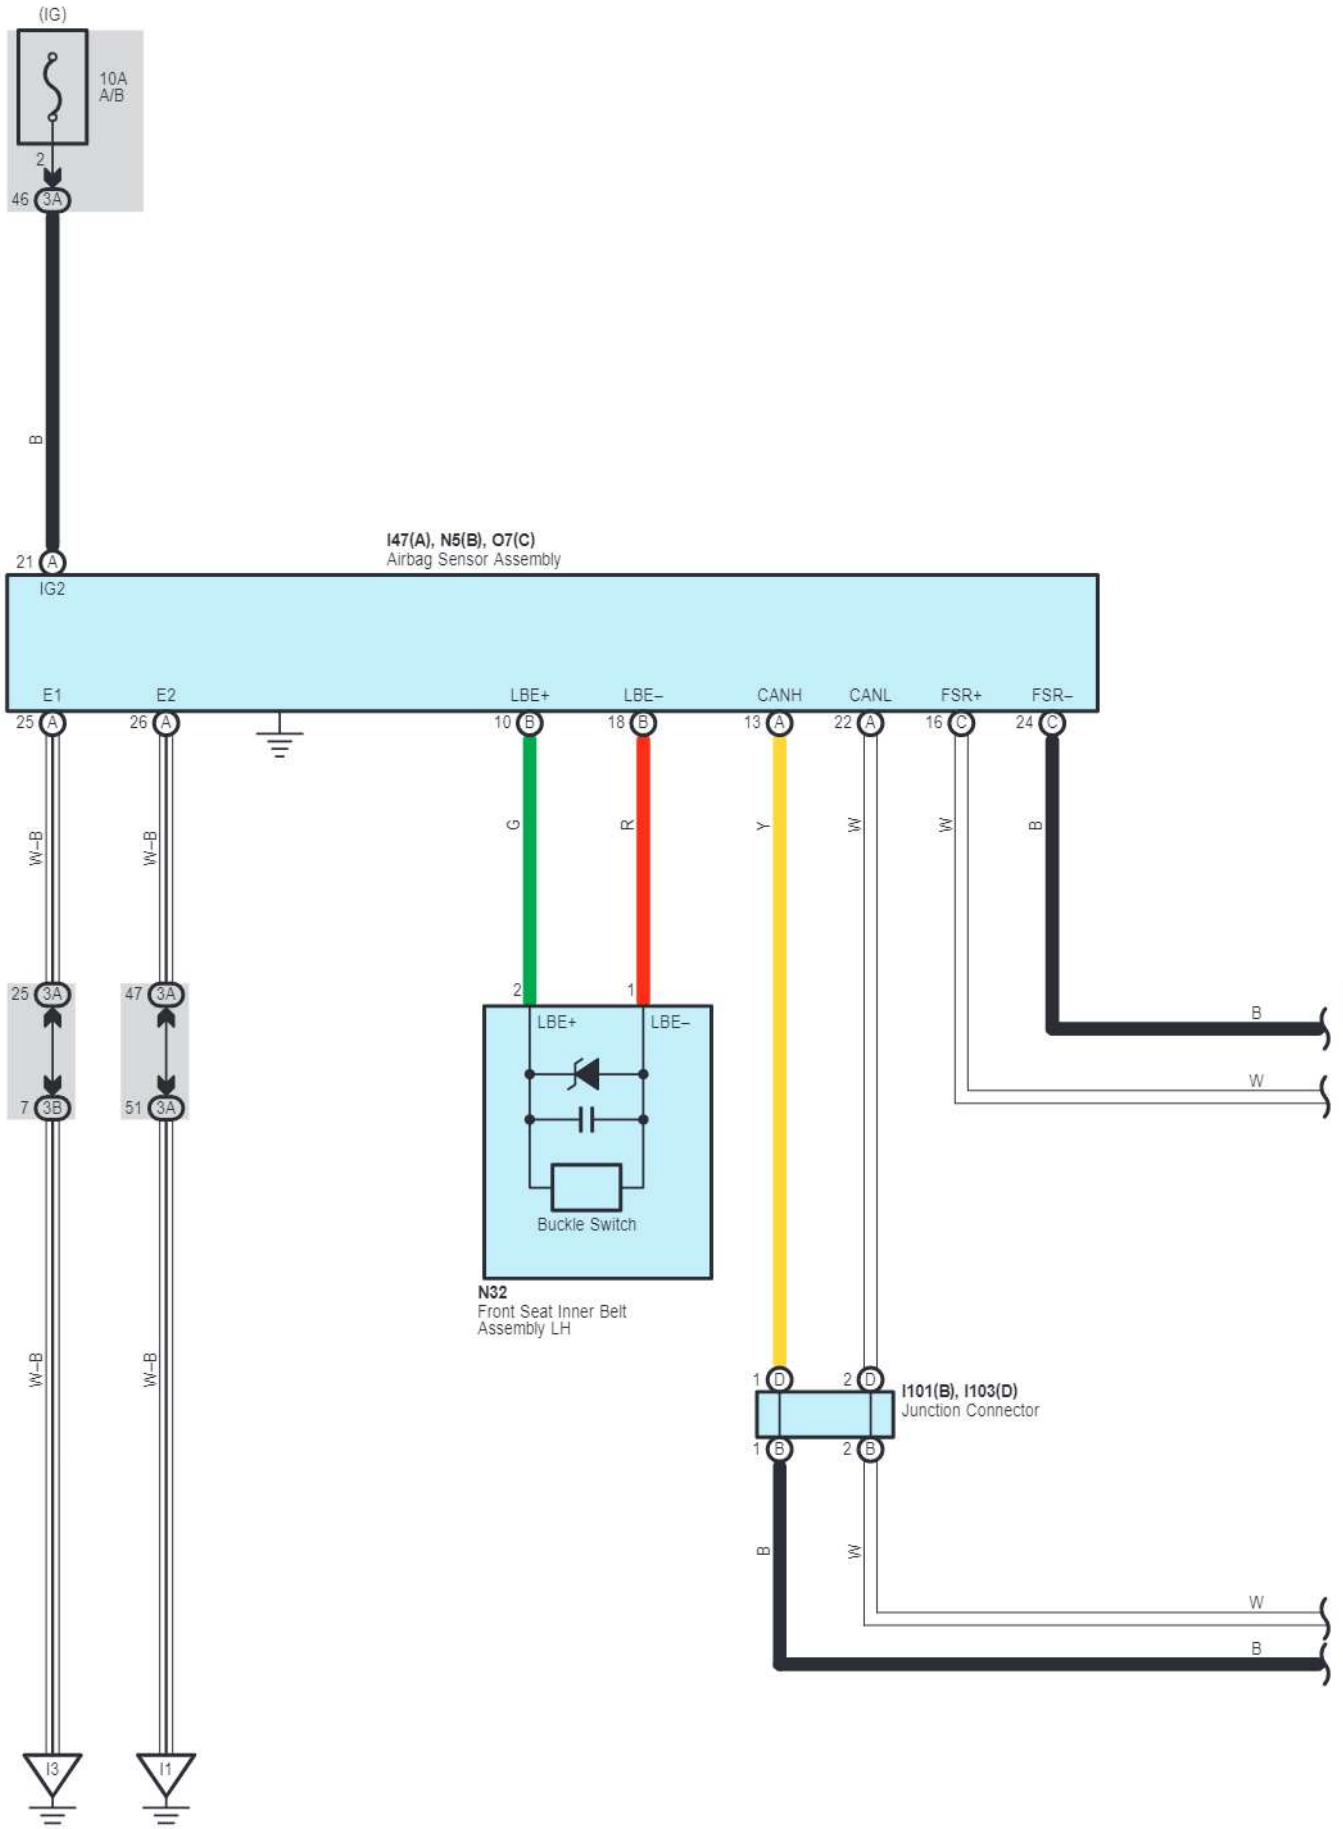 (IG)
10A
A/B
2
46 3A
B
I47(A), N5(B), O7(C)
Airbag Sensor Assembly
21 A
IG2
E1 E2 LBE+ LBE– CANH CANL FSR+ FSR–
25 A 26 A 10 B 18 B 13 A 22 A 16 C 24 C
W–B W–B G R Y W W B
25 3A 47 3A
2 1
LBE+ LBE–
B
W
7 3B 51 3A
Buckle Switch
N32
Front Seat Inner Belt
Assembly LH
W–B W–B
1 D 2 D
I101(B), I103(D)
Junction Connector
1 B 2 B
B W
W
B
I3 I1